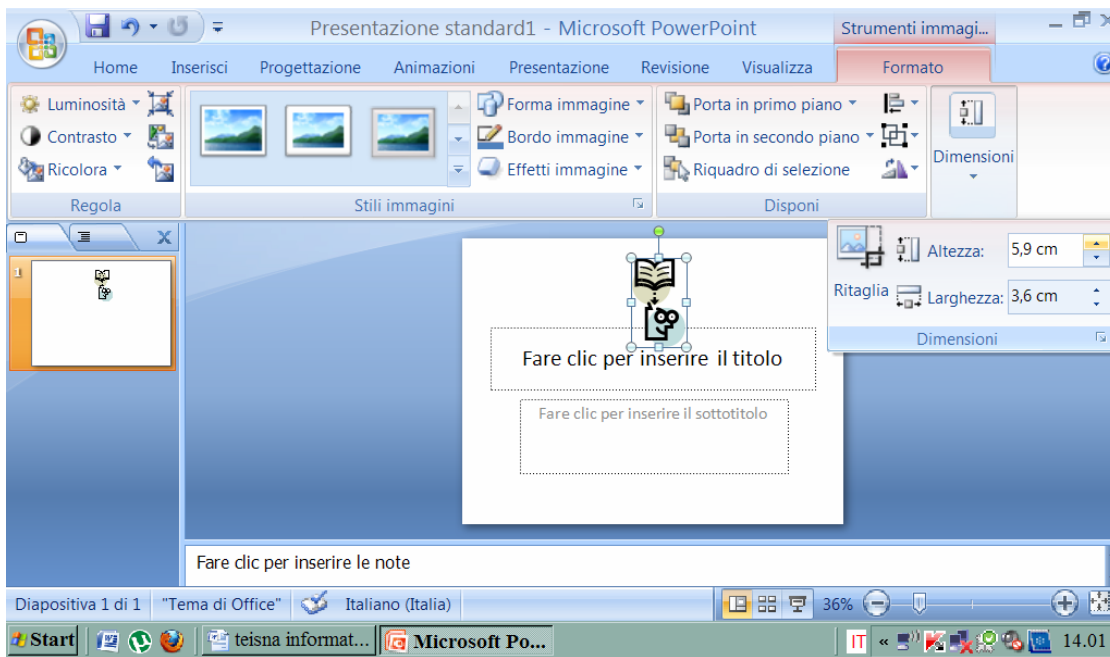 Presentazione standard1 - Microsoft PowerPoint
Strumenti immagi...
Home Inserisci Progettazione Animazioni Presentazione Revisione Visualizza Formato
Luminosità
Contrasto
Ricolora
Regola
Forma immagine
Bordo immagine
Effetti immagine
Stili immagini
Porta in primo piano
Porta in secondo piano
Riquadro di selezione
Disponi
Dimensioni
Ritaglia
Altezza: 5,9 cm
Larghezza: 3,6 cm
Dimensioni
1
Fare clic per inserire il titolo
Fare clic per inserire il sottotitolo
Fare clic per inserire le note
Diapositiva 1 di 1 "Tema di Office" Italiano (Italia) 36%
Start teisna informat... Microsoft Po... IT « 14.01